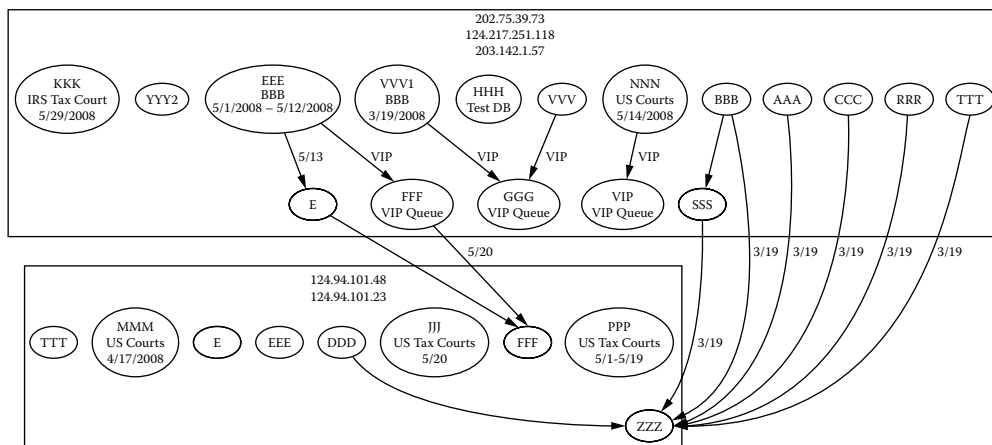 202.75.39.73
124.217.251.118
203.142.1.57
KKK
IRS Tax Court
5/29/2008
YYY2
EEE
BBB
5/1/2008 – 5/12/2008
VVV1
BBB
3/19/2008
HHH
Test DB
VVV
NNN
US Courts
5/14/2008
BBB
AAA
CCC
RRR
TTT
5/13
VIP
VIP
VIP
VIP
E
FFF
VIP Queue
GGG
VIP Queue
VIP
VIP Queue
SSS
5/20
3/19
3/19
3/19
3/19
3/19
124.94.101.48
124.94.101.23
TTT
MMM
US Courts
4/17/2008
E
EEE
DDD
JJJ
US Tax Courts
5/20
FFF
PPP
US Tax Courts
5/1-5/19
3/19
ZZZ